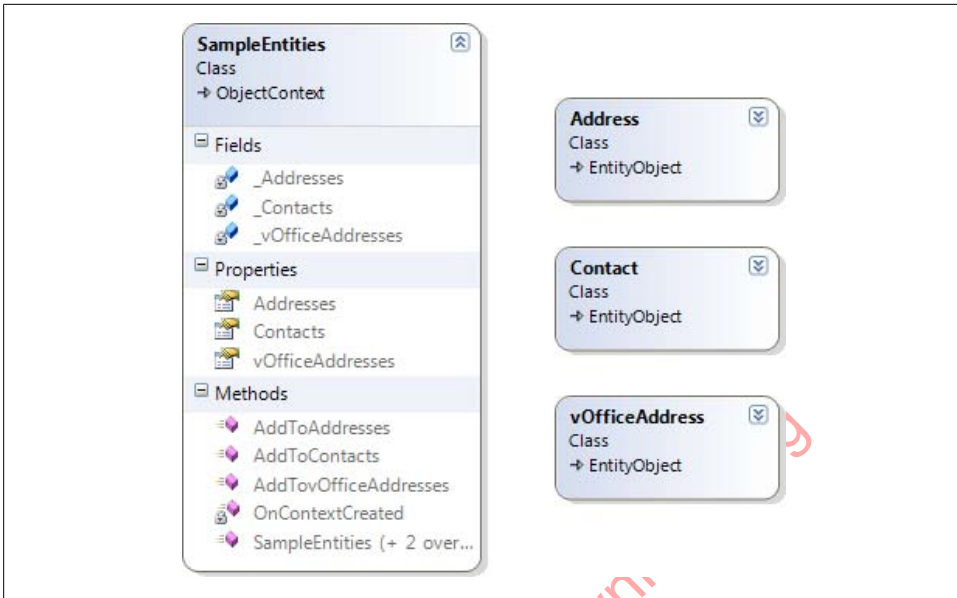 SampleEntities
Class
ObjectContext
Fields
_Addresses
_Contacts
_vOfficeAddresses
Properties
Addresses
Contacts
vOfficeAddresses
Methods
AddToAddresses
AddToContacts
AddTovOfficeAddresses
OnContextCreated
SampleEntities (+ 2 over...
Address
Class
EntityObject
Contact
Class
EntityObject
vOfficeAddress
Class
EntityObject